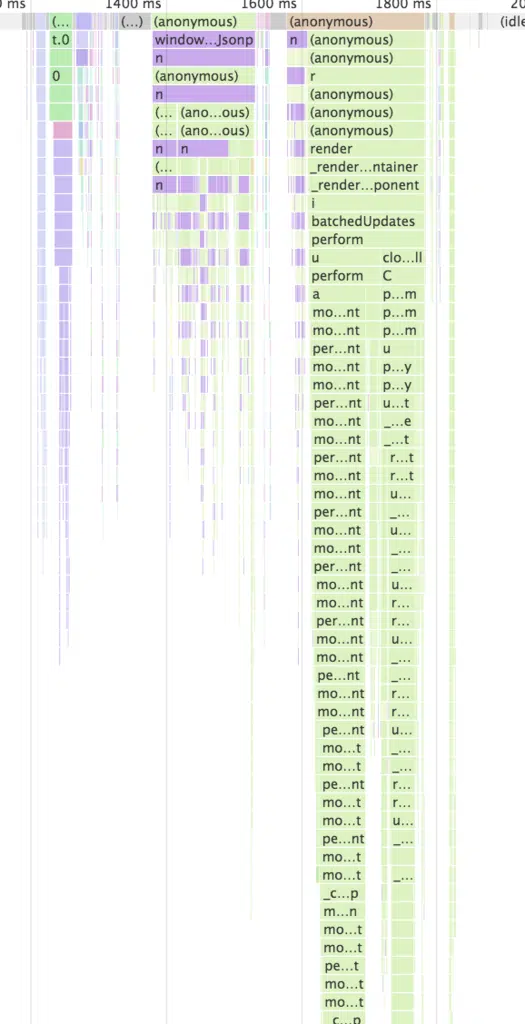 0 ms 1400 ms 1600 ms 1800 ms 20
(... (...) (anonymous) (anonymous) (idle
t.0 window...Jsonp n (anonymous)
n (anonymous)
0 (anonymous) r
n (anonymous)
(... (ano...ous) (anonymous)
(... (ano...ous) (anonymous)
n n render
(... _render...ntainer
n _render...ponent
i
batchedUpdates
perform
u clo...ll
perform C
a p...m
mo...nt p...m
mo...nt p...m
per...nt u
mo...nt p...y
mo...nt p...y
per...nt u...t
mo...nt _...e
mo...nt _...t
per...nt r...t
mo...nt r...t
mo...nt u...
per...nt _...
mo...nt u...
mo...nt _...
per...nt _...
mo...nt u...
mo...nt r...
per...nt r...
mo...nt u...
mo...nt _...
pe...nt _...
mo...nt r...
mo...nt r...
pe...nt u...
mo...t _...
mo...t _...
pe...nt r...
mo...t r...
mo...t u...
pe...nt _...
mo...t
mo...t _...
_c...p
m...n
mo...t
mo...t
pe...t
mo...t
mo...t
_c...p